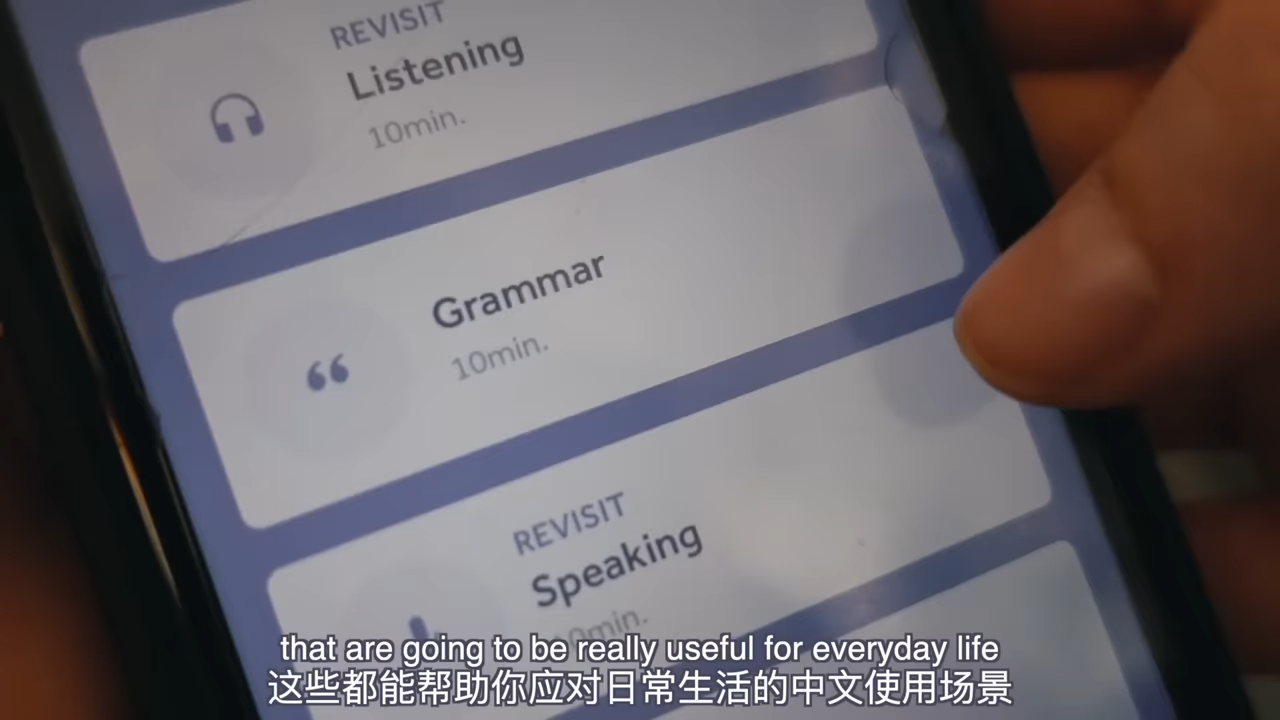 REVISIT
Listening
10min.
Grammar
10min.
REVISIT
Speaking
10min.
that are going to be really useful for everyday life
这些都能帮助你应对日常生活的中文使用场景